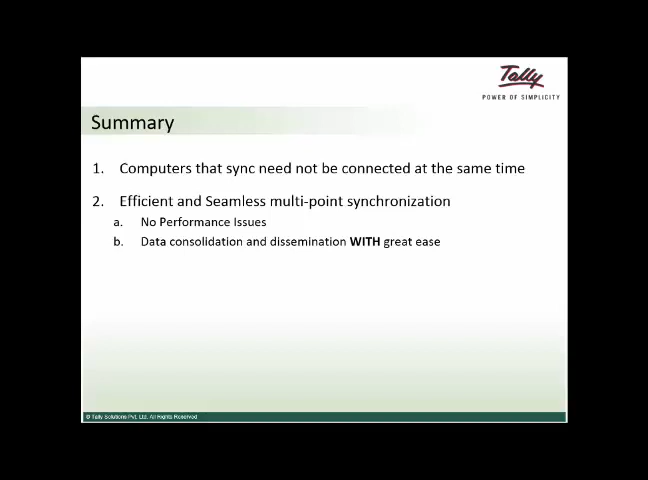 Tally
POWER OF SIMPLICITY
Summary
1. Computers that sync need not be connected at the same time
2. Efficient and Seamless multi-point synchronization
a. No Performance Issues
b. Data consolidation and dissemination WITH great ease
© Tally Solutions Pvt. Ltd. All Rights Reserved